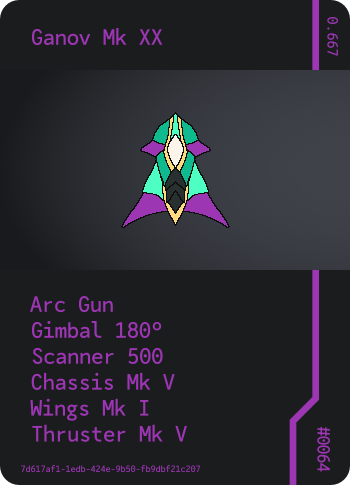 Ganov Mk XX
0.667
Arc Gun
Gimbal 180°
Scanner 500
Chassis Mk V
Wings Mk I
Thruster Mk V
#0064
7d617af1-1edb-424e-9b50-fb9dbf21c207